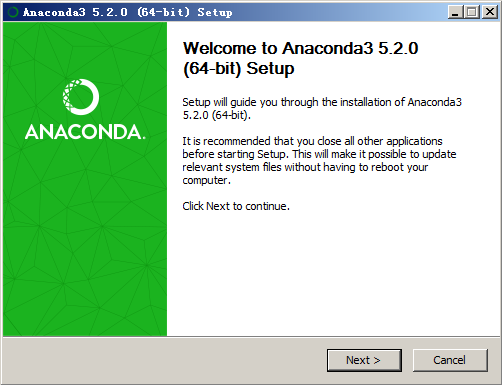 Anaconda3 5.2.0 (64-bit) Setup
Welcome to Anaconda3 5.2.0
(64-bit) Setup
Setup will guide you through the installation of Anaconda3
5.2.0 (64-bit).
It is recommended that you close all other applications
before starting Setup. This will make it possible to update
relevant system files without having to reboot your
computer.
Click Next to continue.
ANACONDA.
Next >
Cancel